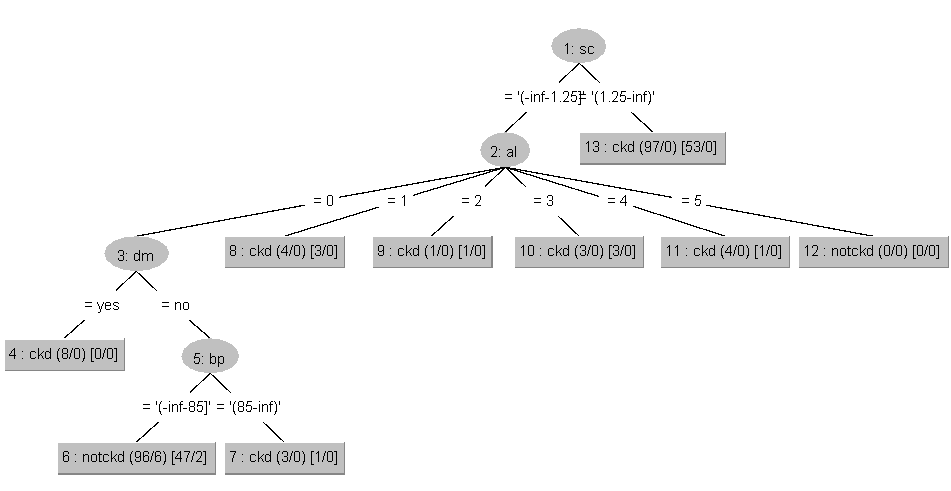 1: sc
= '(-inf-1.25]' = '(1.25-inf)'
2: al
13 : ckd (97/0) [53/0]
= 0 = 1 = 2 = 3 = 4 = 5
3: dm
8 : ckd (4/0) [3/0]
9 : ckd (1/0) [1/0]
10 : ckd (3/0) [3/0]
11 : ckd (4/0) [1/0]
12 : notckd (0/0) [0/0]
= yes = no
4 : ckd (8/0) [0/0]
5: bp
= '(-inf-85]' = '(85-inf)'
6 : notckd (96/6) [47/2]
7 : ckd (3/0) [1/0]